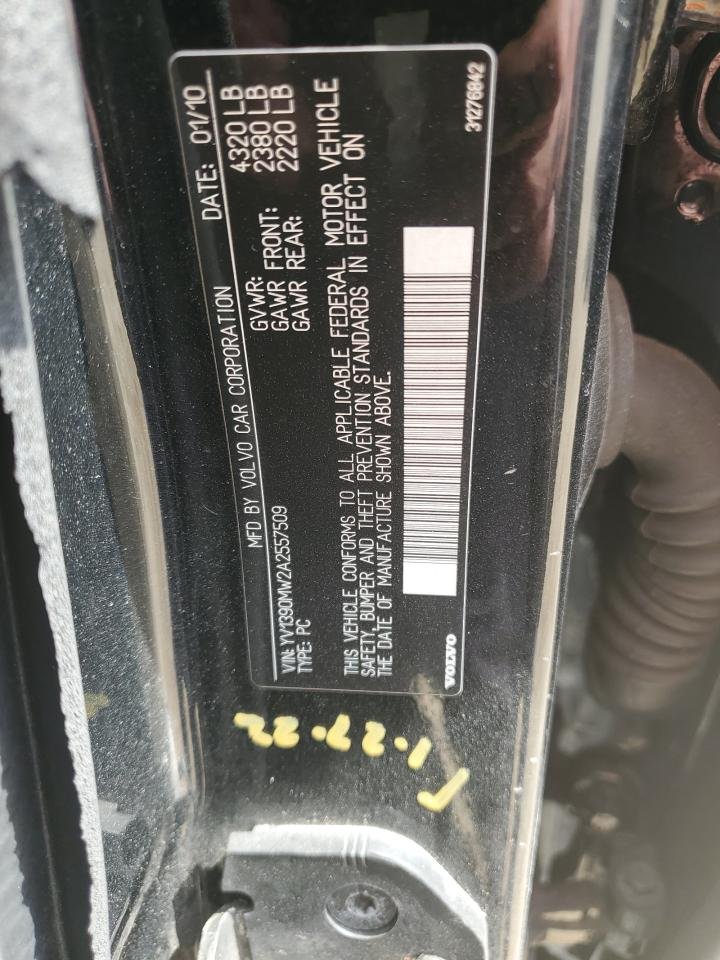 MFD BY VOLVO CAR CORPORATION DATE: 01/10
VIN: YV1390MW2A2557509 GVWR: 4320 LB
TYPE: PC GAWR FRONT: 2380 LB
GAWR REAR: 2220 LB
THIS VEHICLE CONFORMS TO ALL APPLICABLE FEDERAL MOTOR VEHICLE
SAFETY, BUMPER AND THEFT PREVENTION STANDARDS IN EFFECT ON
THE DATE OF MANUFACTURE SHOWN ABOVE.
VOLVO 31276842
1-27-22